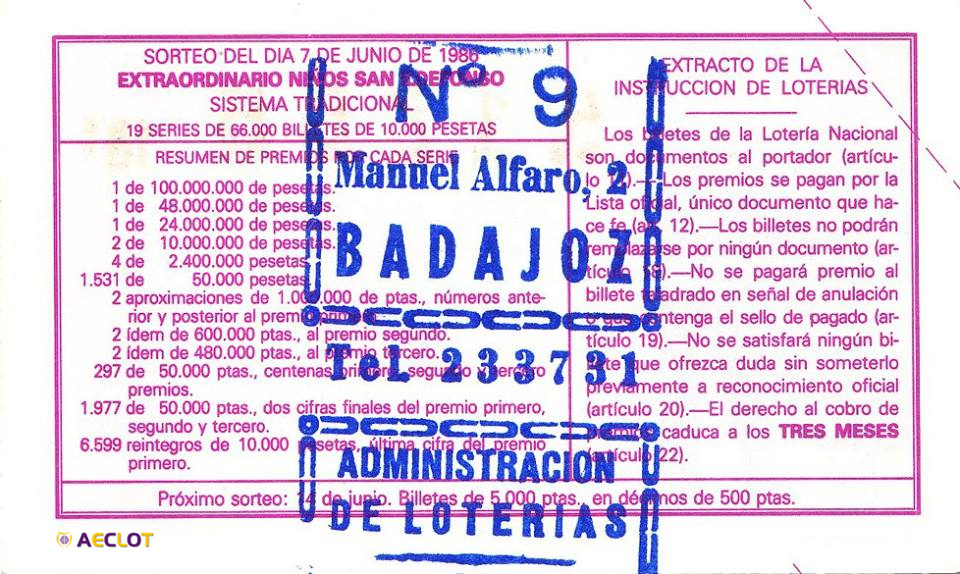 SORTEO DEL DIA 7 DE JUNIO DE 1986
EXTRAORDINARIO NIÑOS SAN ILDEFONSO
SISTEMA TRADICIONAL
19 SERIES DE 66.000 BILLETES DE 10.000 PESETAS
RESUMEN DE PREMIOS POR CADA SERIE
1 de 100.000.000 de pesetas.
1 de 48.000.000 de pesetas.
1 de 24.000.000 de pesetas.
2 de 10.000.000 de pesetas.
4 de 2.400.000 pesetas.
1.531 de 50.000 pesetas.
2 aproximaciones de 1.000.000 de ptas., números ante-
rior y posterior al premio primero.
2 ídem de 600.000 ptas., al premio segundo.
2 ídem de 480.000 ptas., al premio tercero.
297 de 50.000 ptas., centenas primero, segundo y tercero
premios.
1.977 de 50.000 ptas., dos cifras finales del premio primero,
segundo y tercero.
6.599 reintegros de 10.000 pesetas, última cifra del premio
primero.
EXTRACTO DE LA
INSTRUCCION DE LOTERIAS
Los billetes de la Lotería Nacional
son documentos al portador (artícu-
lo .—Los premios se pagan por la
Lista oficial, único documento que ha-
ce fe (art. 12).—Los billetes no podrán
remplazarse por ningún documento (ar-
tículo 18).—No se pagará premio al
billete taladrado en señal de anulación
o que contenga el sello de pagado (ar-
tículo 19).—No se satisfará ningún bi-
llete que ofrezca duda sin someterlo
previamente a reconocimiento oficial
(artículo 20).—El derecho al cobro de
premios caduca a los TRES MESES
(artículo 22).
Próximo sorteo: 14 de junio. Billetes de 5.000 ptas., en décimos de 500 ptas.
Nº 9
Manuel Alfaro, 2
BADAJOZ
Tel. 233731
ADMINISTRACION
DE LOTERIAS
AECLOT